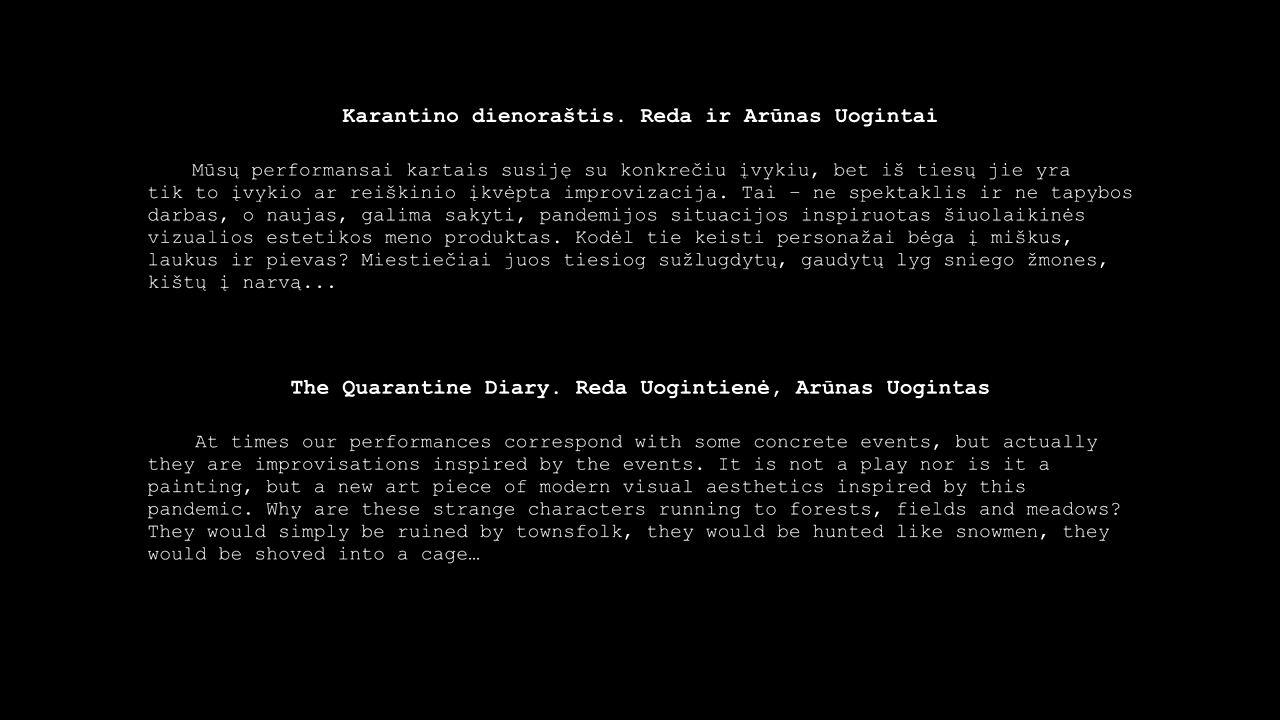 Karantino dienoraštis. Reda ir Arūnas Uogintai
Mūsų performansai kartais susiję su konkrečiu įvykiu, bet iš tiesų jie yra
tik to įvykio ar reiškinio įkvėpta improvizacija. Tai – ne spektaklis ir ne tapybos
darbas, o naujas, galima sakyti, pandemijos situacijos inspiruotas šiuolaikinės
vizualios estetikos meno produktas. Kodėl tie keisti personažai bėga į miškus,
laukus ir pievas? Miestiečiai juos tiesiog sužlugdytų, gaudytų lyg sniego žmones,
kištų į narvą...
The Quarantine Diary. Reda Uogintienė, Arūnas Uogintas
At times our performances correspond with some concrete events, but actually
they are improvisations inspired by the events. It is not a play nor is it a
painting, but a new art piece of modern visual aesthetics inspired by this
pandemic. Why are these strange characters running to forests, fields and meadows?
They would simply be ruined by townsfolk, they would be hunted like snowmen, they
would be shoved into a cage…